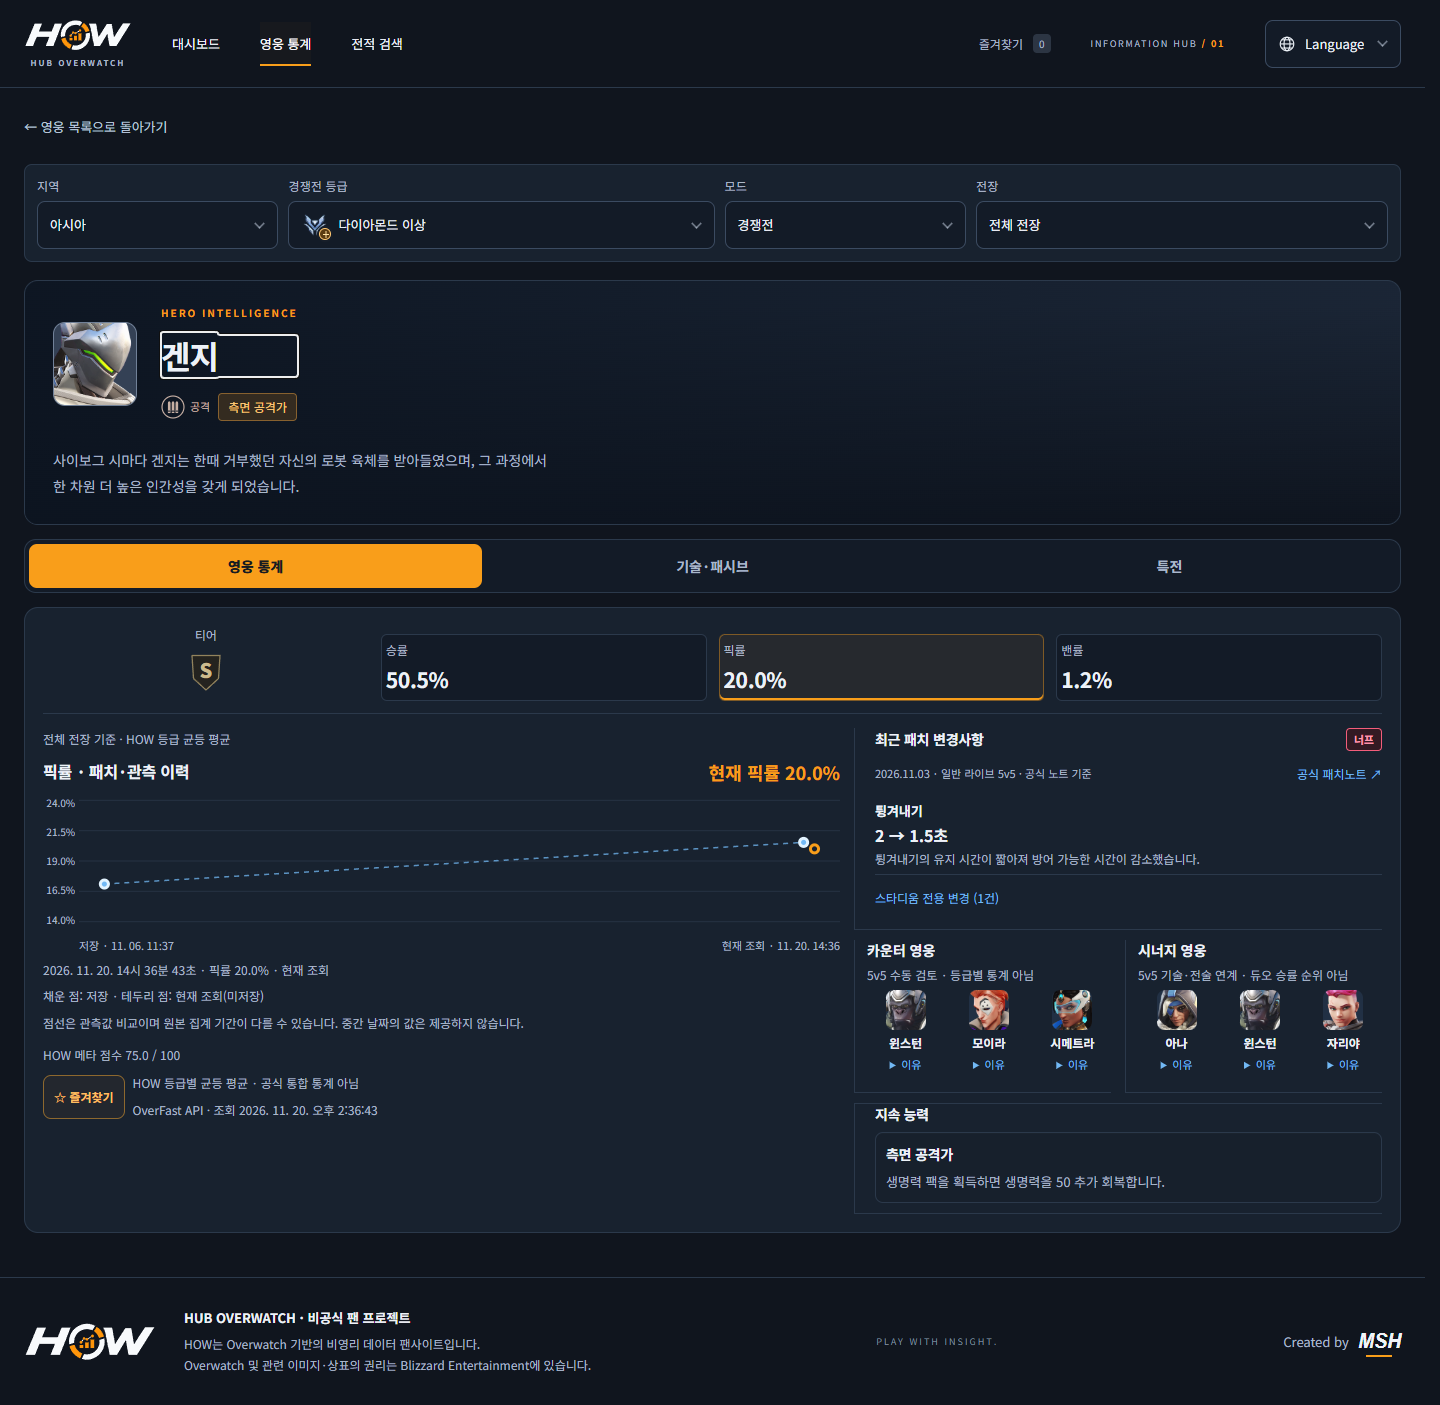 HOW
HUB OVERWATCH
대시보드
영웅 통계
전적 검색
즐겨찾기 0
INFORMATION HUB / 01
Language
← 영웅 목록으로 돌아가기
지역
아시아
경쟁전 등급
다이아몬드 이상
모드
경쟁전
전장
전체 전장
HERO INTELLIGENCE
겐지
공격
측면 공격가
사이보그 시마다 겐지는 한때 거부했던 자신의 로봇 육체를 받아들였으며, 그 과정에서
한 차원 더 높은 인간성을 갖게 되었습니다.
영웅 통계
기술·패시브
특전
티어
S
승률
50.5%
픽률
20.0%
밴률
1.2%
전체 전장 기준 · HOW 등급 균등 평균
픽률 · 패치·관측 이력
현재 픽률 20.0%
24.0%
21.5%
19.0%
16.5%
14.0%
저장 · 11. 06. 11:37
현재 조회 · 11. 20. 14:36
2026. 11. 20. 14시 36분 43초 · 픽률 20.0% · 현재 조회
채운 점: 저장 · 테두리 점: 현재 조회(미저장)
점선은 관측값 비교이며 원본 집계 기간이 다를 수 있습니다. 중간 날짜의 값은 제공하지 않습니다.
HOW 메타 점수 75.0 / 100
☆ 즐겨찾기
HOW 등급별 균등 평균 · 공식 통합 통계 아님
OverFast API · 조회 2026. 11. 20. 오후 2:36:43
최근 패치 변경사항
너프
2026.11.03 · 일반 라이브 5v5 · 공식 노트 기준
공식 패치노트 ↗
튕겨내기
2 → 1.5초
튕겨내기의 유지 시간이 짧아져 방어 가능한 시간이 감소했습니다.
스타디움 전용 변경 (1건)
카운터 영웅
5v5 수동 검토 · 등급별 통계 아님
윈스턴
모이라
시메트라
▶ 이유
▶ 이유
▶ 이유
시너지 영웅
5v5 기술·전술 연계 · 듀오 승률 순위 아님
아나
윈스턴
자리야
▶ 이유
▶ 이유
▶ 이유
지속 능력
측면 공격가
생명력 팩을 획득하면 생명력을 50 추가 회복합니다.
HOW
HUB OVERWATCH · 비공식 팬 프로젝트
HOW는 Overwatch 기반의 비영리 데이터 팬사이트입니다.
Overwatch 및 관련 이미지·상표의 권리는 Blizzard Entertainment에 있습니다.
PLAY WITH INSIGHT.
Created by MSH